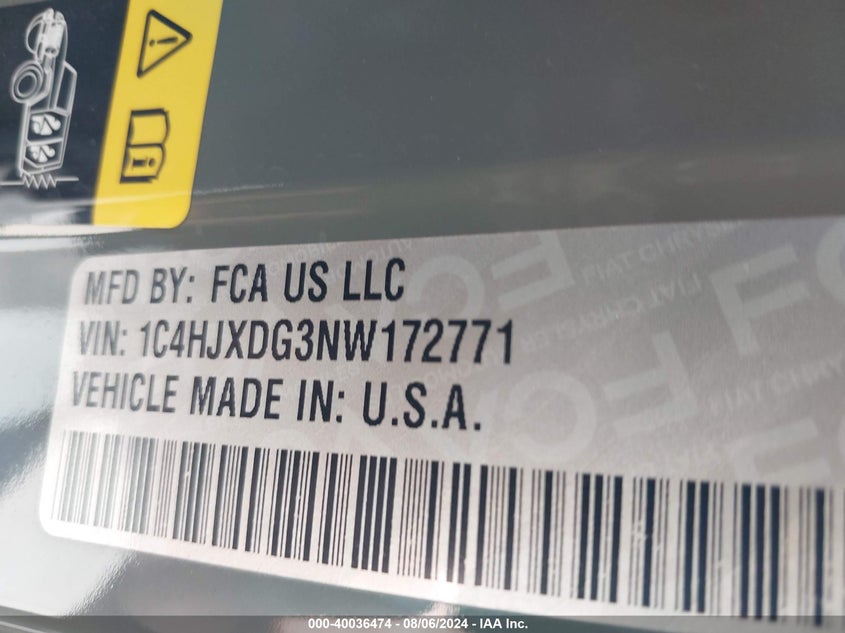 MFD BY: FCA US LLC
VIN: 1C4HJXDG3NW172771
VEHICLE MADE IN: U.S.A.
000-40036474 - 08/06/2024 - IAA Inc.